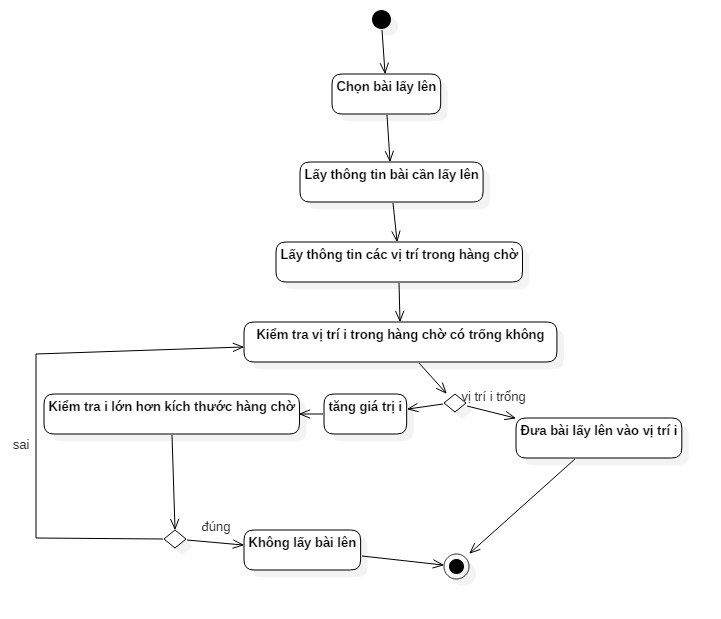 Chọn bài lấy lên
Lấy thông tin bài cần lấy lên
Lấy thông tin các vị trí trong hàng chờ
Kiểm tra vị trí i trong hàng chờ có trống không
vị trí i trống
Kiểm tra i lớn hơn kích thước hàng chờ
tăng giá trị i
Đưa bài lấy lên vào vị trí i
sai
đúng
Không lấy bài lên